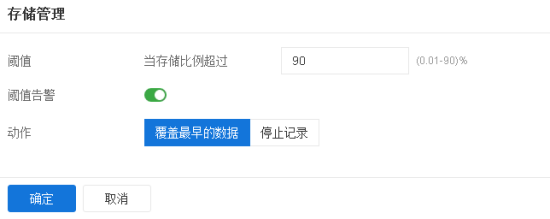 存储管理
阈值 当存储比例超过 90 (0.01-90)%
阈值告警
动作 覆盖最早的数据 停止记录
确定 取消